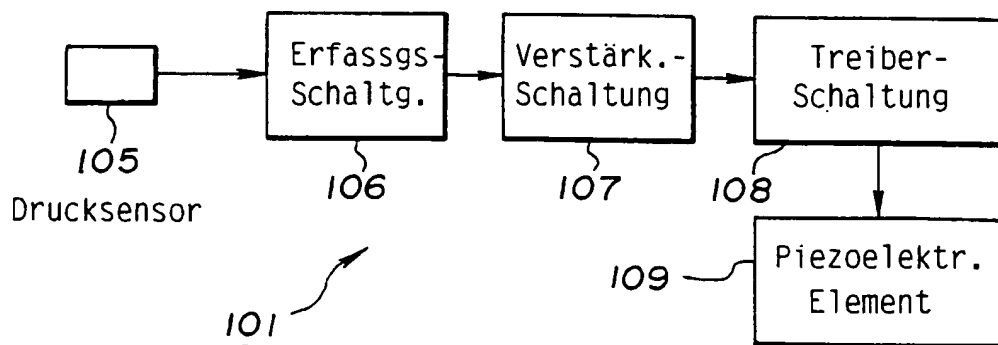 Erfassgs-
Schaltg.
Verstärk.-
Schaltung
Treiber-
Schaltung
105
Drucksensor
106
107
108
Piezoelektr.
Element
109
101